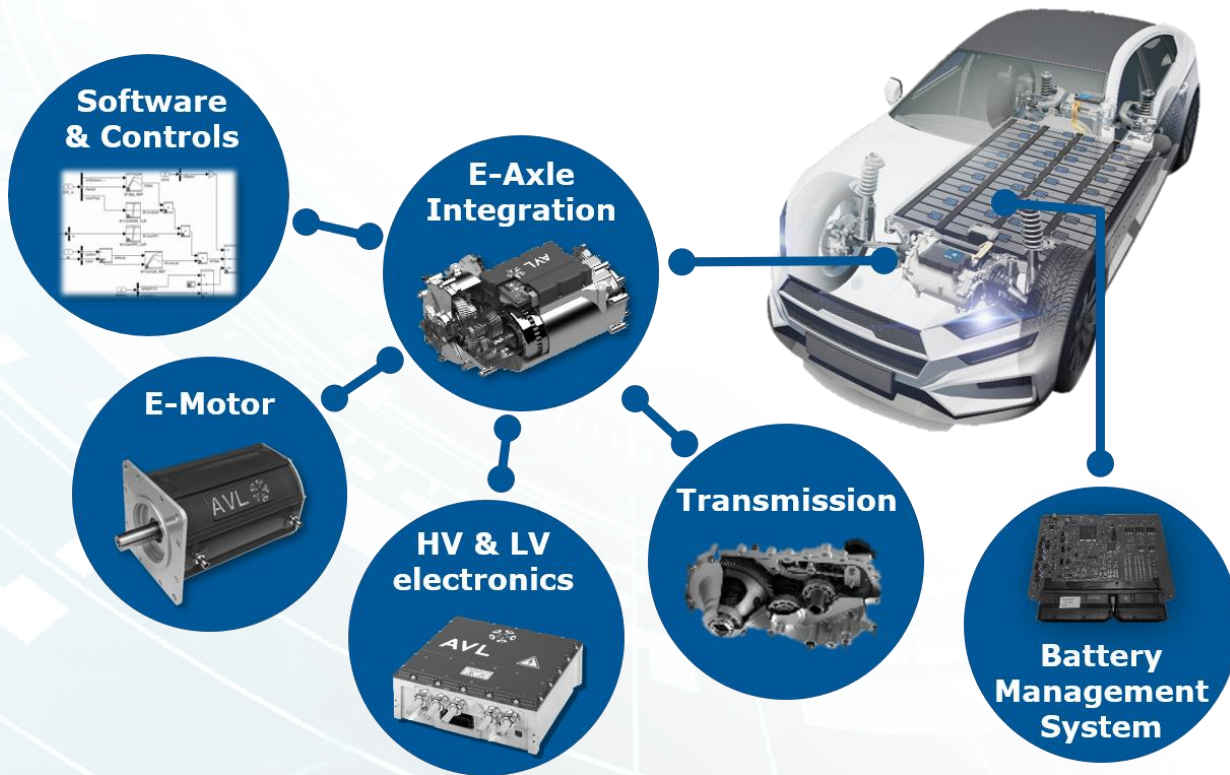 Software
& Controls
E-Axle
Integration
AVL
E-Motor
AVL
HV & LV
electronics
AVL
Transmission
Battery
Management
System